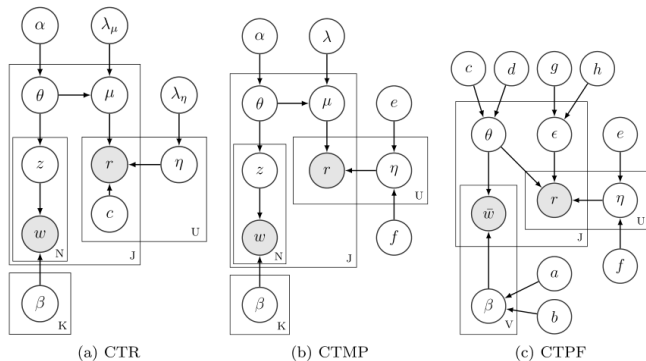 α λ_μ
θ μ λ_η
z r η
c
w N J U
β K
(a) CTR
α λ
θ μ e
z r η
U
w N J f
β K
(b) CTMP
c d g h
θ ϵ e
w̄ r η U
J
β V a f
b
(c) CTPF